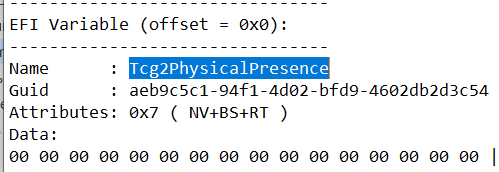 --------------------------------
EFI Variable (offset = 0x0):
--------------------------------
Name      : Tcg2PhysicalPresence
Guid      : aeb9c5c1-94f1-4d02-bfd9-4602db2d3c54
Attributes: 0x7 ( NV+BS+RT )
Data:
00 00 00 00 00 00 00 00 00 00 00 00 00 00 00 00 |